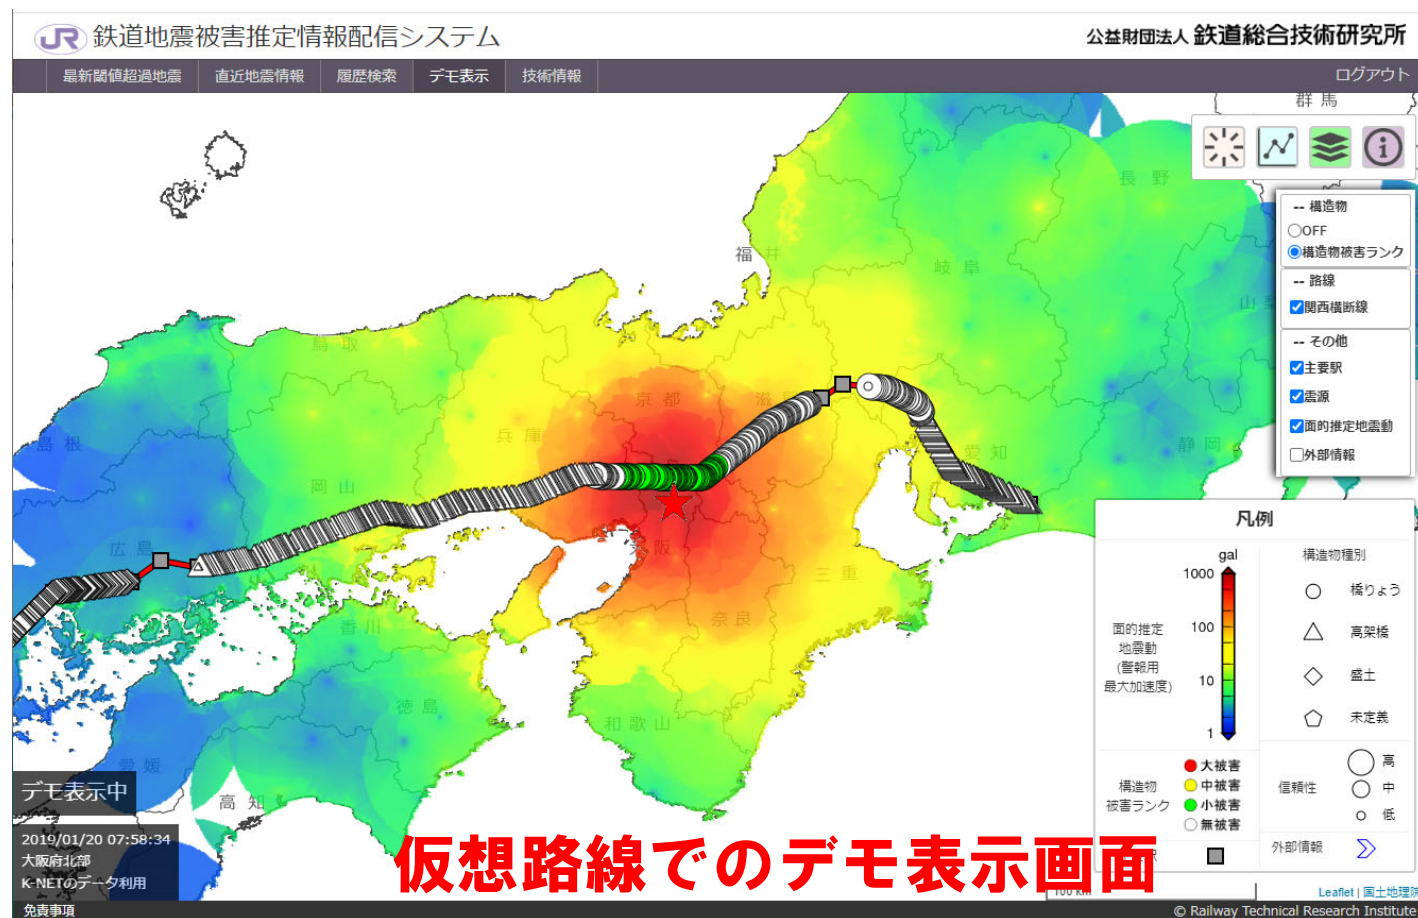 JR 鉄道地震被害推定情報配信システム
公益財団法人 鉄道総合技術研究所
最新閾値超過地震 直近地震情報 履歴検索 デモ表示 技術情報 ログアウト
群 馬
長 野
-- 構造物
OFF
構造物被害ランク
-- 路線
関西横断線
-- その他
主要駅
震源
面的推定地震動
外部情報
福 井
岐 阜
山
鳥 取
京 都
滋
兵 庫
島 根
愛 知
静 岡
岡 山
広 島
阪
三 重
奈 良
香 川
徳 島
和 歌 山
愛 媛
高 知
凡例
gal
1000
100
10
1
面的推定
地震動
(警報用
最大加速度)
構造物種別
橋りょう
高架橋
盛土
未定義
構造物
被害ランク
大被害
中被害
小被害
無被害
信頼性
高
中
低
駅
外部情報
デモ表示中
2019/01/20 07:58:34
大阪府北部
K-NETのデータ利用
仮想路線でのデモ表示画面
100 km
Leaflet | 国土地理院
免責事項
© Railway Technical Research Institute